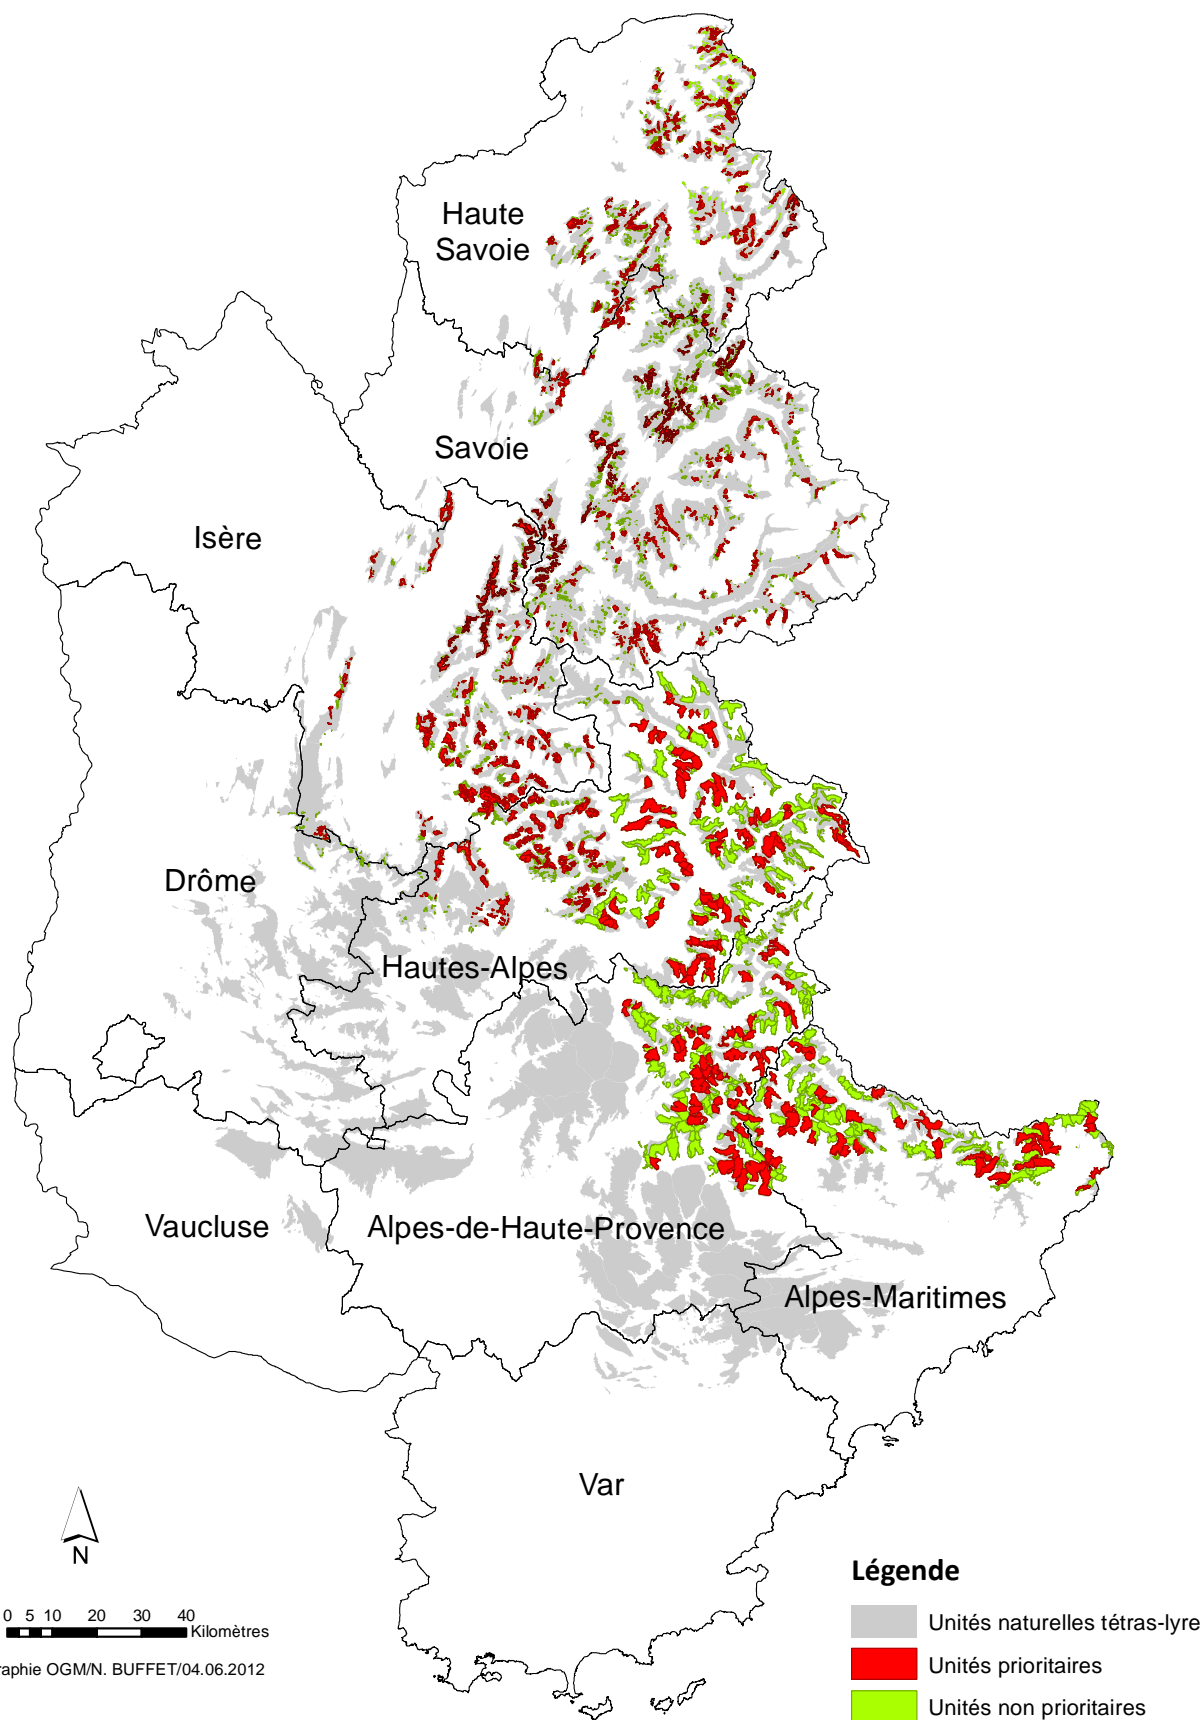 Haute
Savoie
Savoie
Isère
Drôme
Hautes-Alpes
Vaucluse
Alpes-de-Haute-Provence
Alpes-Maritimes
Var
N
0 5 10 20 30 40
Kilomètres
raphie OGM/N. BUFFET/04.06.2012
Légende
Unités naturelles tétras-lyre
Unités prioritaires
Unités non prioritaires